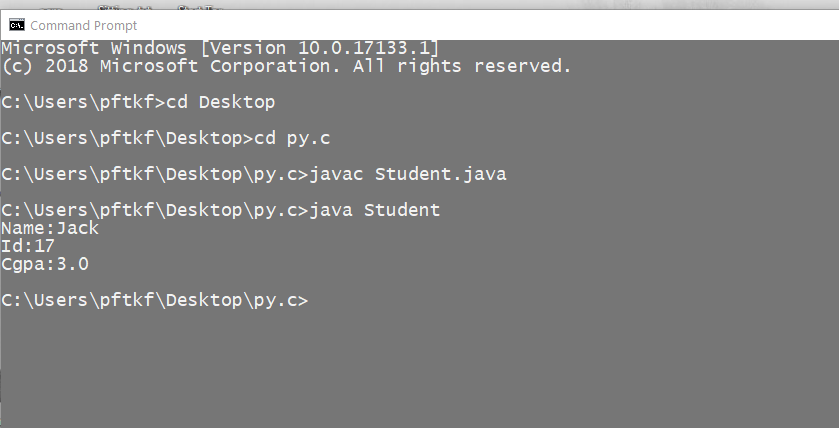 Command Prompt
Microsoft Windows [Version 10.0.17133.1]
(c) 2018 Microsoft Corporation. All rights reserved.
C:\Users\pftkf>cd Desktop
C:\Users\pftkf\Desktop>cd py.c
C:\Users\pftkf\Desktop\py.c>javac Student.java
C:\Users\pftkf\Desktop\py.c>java Student
Name:Jack
Id:17
Cgpa:3.0
C:\Users\pftkf\Desktop\py.c>